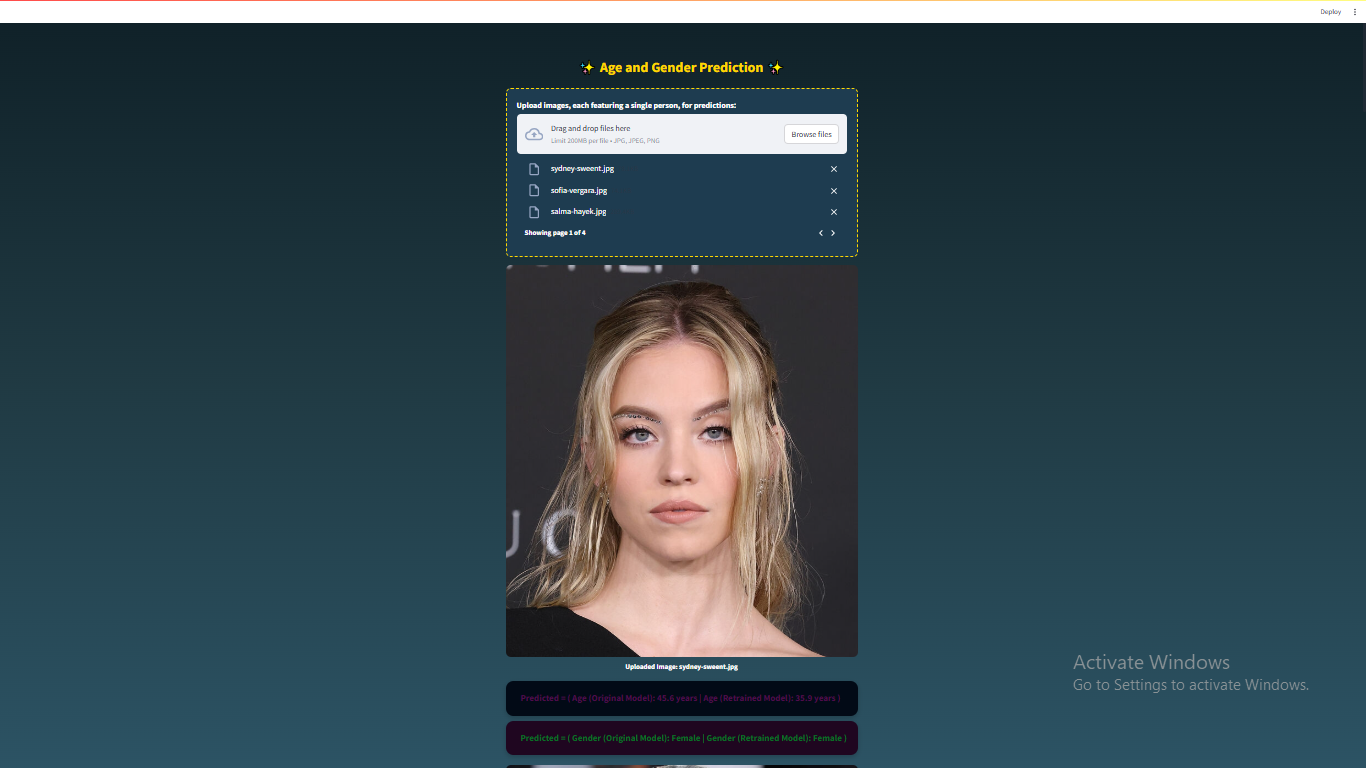 Deploy
✨ Age and Gender Prediction ✨
Upload images, each featuring a single person, for predictions:
Drag and drop files here
Limit 200MB per file • JPG, JPEG, PNG
Browse files
sydney-sweent.jpg
sofia-vergara.jpg
salma-hayek.jpg
Showing page 1 of 4
Uploaded Image: sydney-sweent.jpg
Predicted = ( Age (Original Model): 45.6 years | Age (Retrained Model): 35.9 years )
Predicted = ( Gender (Original Model): Female | Gender (Retrained Model): Female )
Activate Windows
Go to Settings to activate Windows.